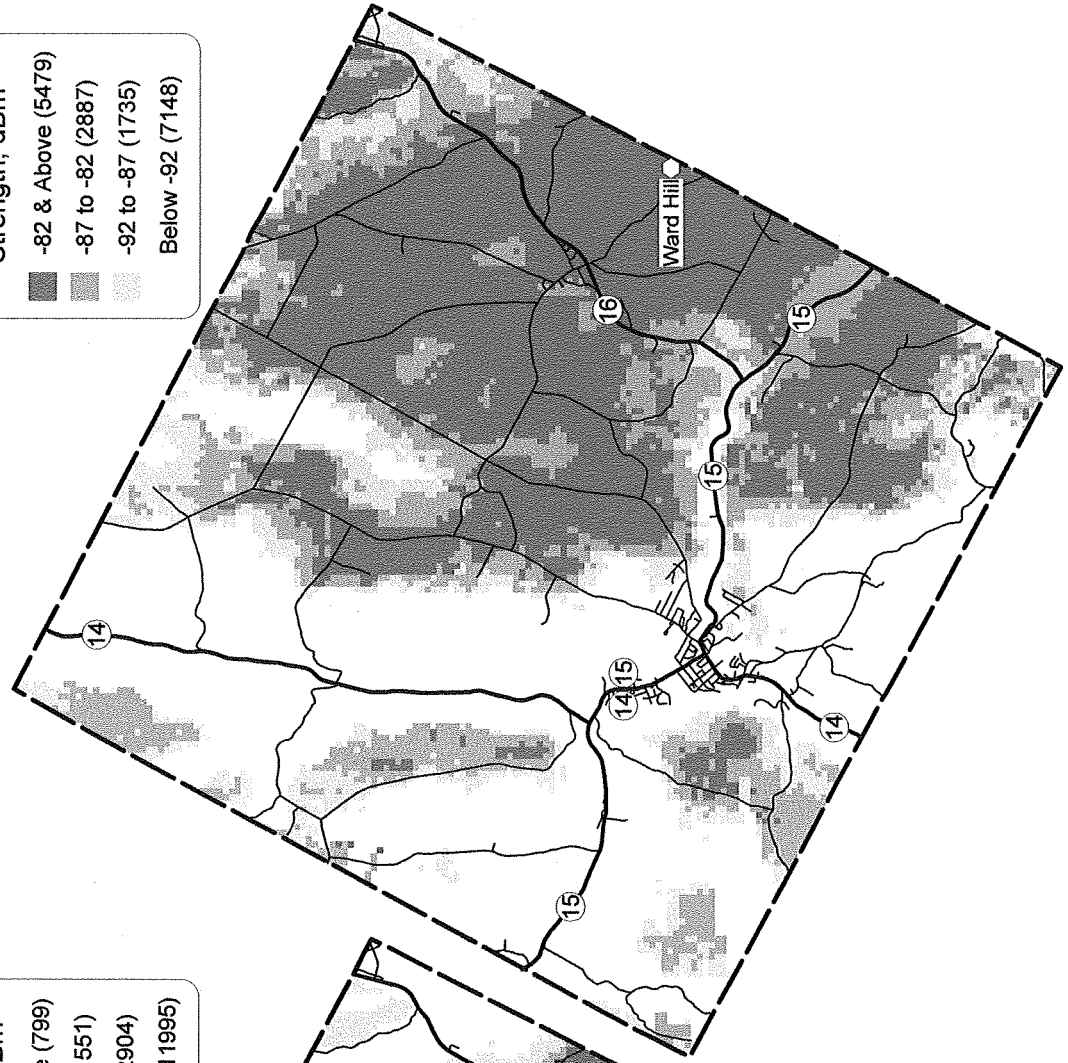 Strength, dBm
-82 & Above (5479)
-87 to -82 (2887)
-92 to -87 (1735)
Below -92 (7148)
e (799)
551)
904)
1995)
14
15
14
15
14
15
16
15
Ward Hill